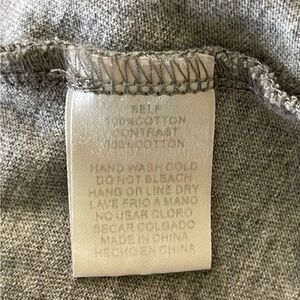 SELF
100%COTTON
CONTRAST
100%COTTON
HAND WASH COLD
DO NOT BLEACH
HANG OR LINE DRY
LAVE FRIO A MANO
NO USAR CLORO
SECAR COLGADO
MADE IN CHINA
HECHO EN CHINA